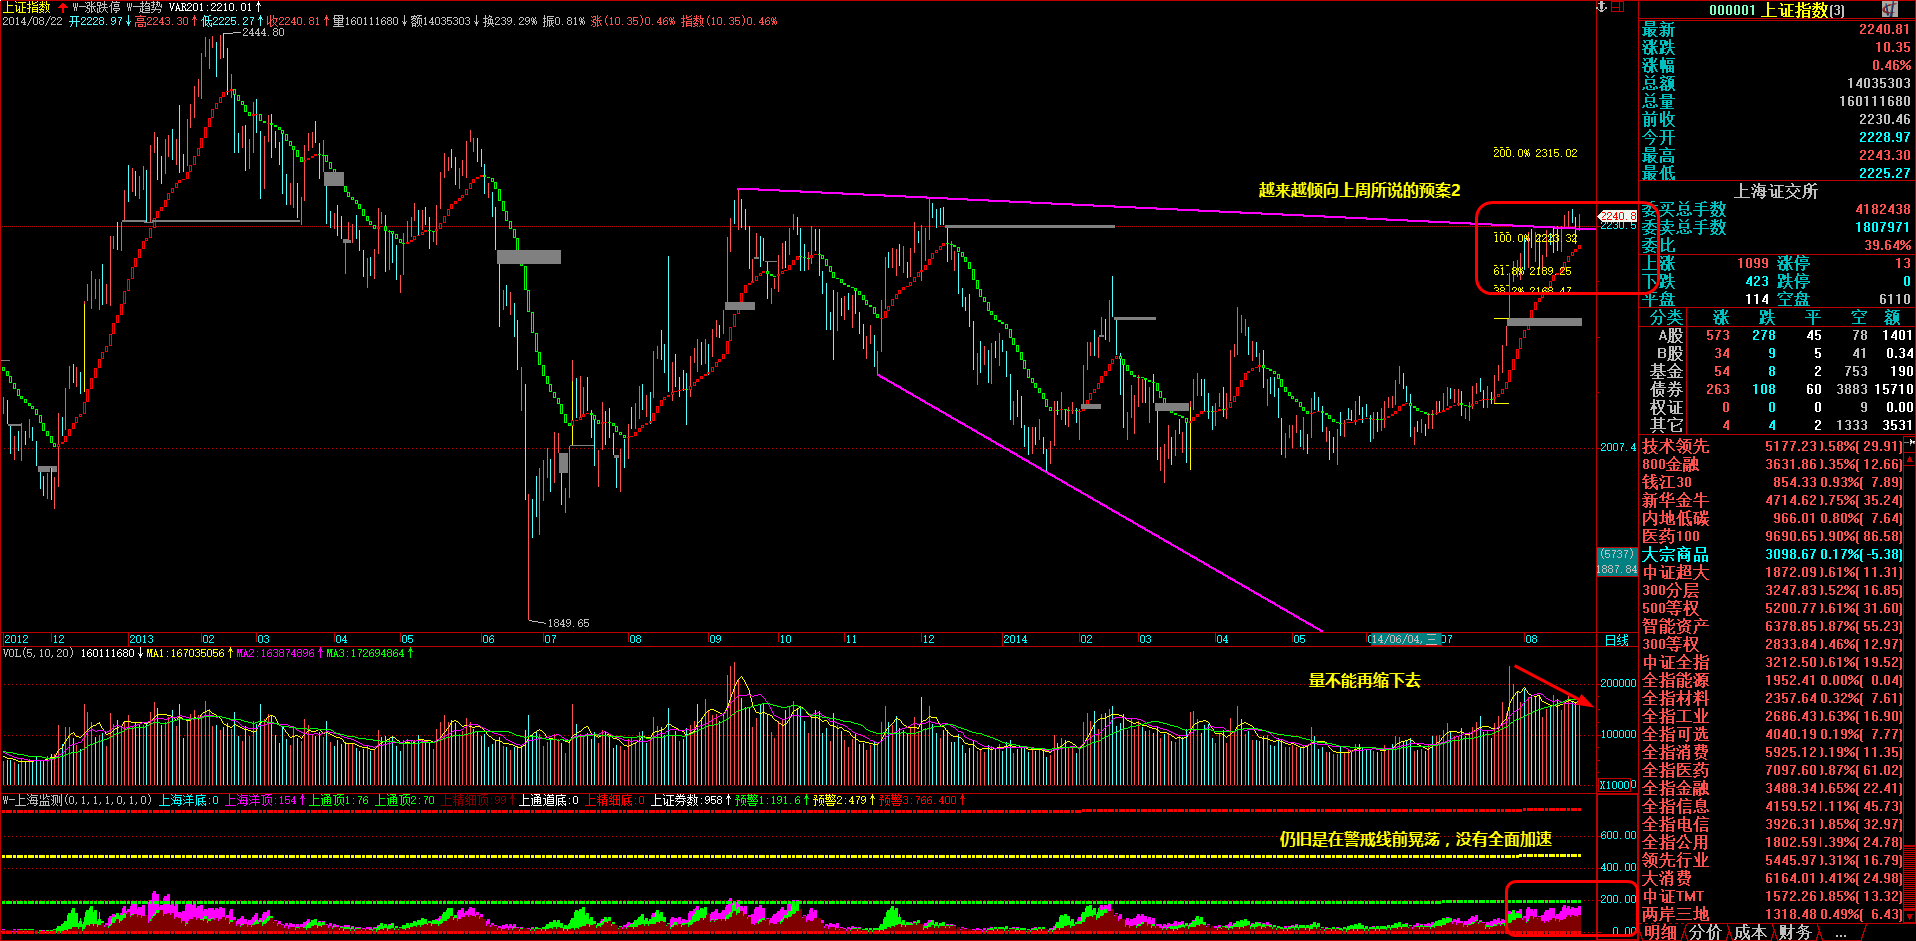 上证指数 W-涨跌停 W-趋势 VAR201:2210.01↑
2014/08/22 开2228.97↓高2243.30↑低2225.27↑收2240.81↑量160111680↓额14035303↓换239.29% 振0.81% 涨(10.35)0.46% 指数(10.35)0.46%
2444.80
200.0% 2315.02
越来越倾向上周所说的预案2
2240.8
2230.5
100.0% 2223.32
61.8% 2189.25
38.2% 2168.47
2007.4
(5737)
1887.84
1849.65
2012 12 2013 02 03 04 05 06 07 08 09 10 11 12 2014 02 03 04 05 14/06/04,三 07 08 日线
VOL(5,10,20) 160111680↓MA1:167035056↑MA2:163874896↑MA3:172694864↑
量不能再缩下去
200000
100000
X1000
W-上海监测(0,1,1,1,0,1,0) 上海洋底:0 上海洋顶:154↑上通顶1:76 上通顶2:70 上精细顶:99↑上通道底:0 上精细底:0 上证券数:958↑预警1:191.6↑预警2:479↑预警3:766.400↑
600.00
仍旧是在警戒线前晃荡，没有全面加速
400.00
200.00
0.00
000001 上证指数(3)
最新 2240.81
涨跌 10.35
涨幅 0.46%
总额 14035303
总量 160111680
前收 2230.46
今开 2228.97
最高 2243.30
最低 2225.27
上海证交所
委买总手数 4182438
委卖总手数 1807971
委比 39.64%
上涨 1099 涨停 13
下跌 423 跌停 0
平盘 114 空盘 6110
分类 涨 跌 平 空 额
A股 573 278 45 78 1401
B股 34 9 5 41 0.34
基金 54 8 2 753 190
债券 263 108 60 3883 15710
权证 0 0 0 9 0.00
其它 4 4 2 1333 3531
技术领先 5177.23 .58%( 29.91)
800金融 3631.86 .35%( 12.66)
钱江30 854.33 0.93%( 7.89)
新华金牛 4714.62 .75%( 35.24)
内地低碳 966.01 0.80%( 7.64)
医药100 9690.65 .90%( 86.58)
大宗商品 3098.67 0.17%( -5.38)
中证超大 1872.09 .61%( 11.31)
300分层 3247.83 .52%( 16.85)
500等权 5200.77 .61%( 31.60)
智能资产 6378.85 .87%( 55.23)
300等权 2833.84 .46%( 12.97)
中证全指 3212.50 .61%( 19.52)
全指能源 1952.41 0.00%( 0.04)
全指材料 2357.64 0.32%( 7.61)
全指工业 2686.43 .63%( 16.90)
全指可选 4040.19 0.19%( 7.77)
全指消费 5925.12 .19%( 11.35)
全指医药 7097.60 .87%( 61.02)
全指金融 3488.34 .65%( 22.41)
全指信息 4159.52 .11%( 45.73)
全指电信 3926.31 .85%( 32.97)
全指公用 1802.59 .39%( 24.78)
领先行业 5445.97 .31%( 16.79)
大消费 6164.01 .41%( 24.98)
中证TMT 1572.26 .85%( 13.32)
两岸三地 1318.48 0.49%( 6.43)
明细 分价 成本 财务 ...